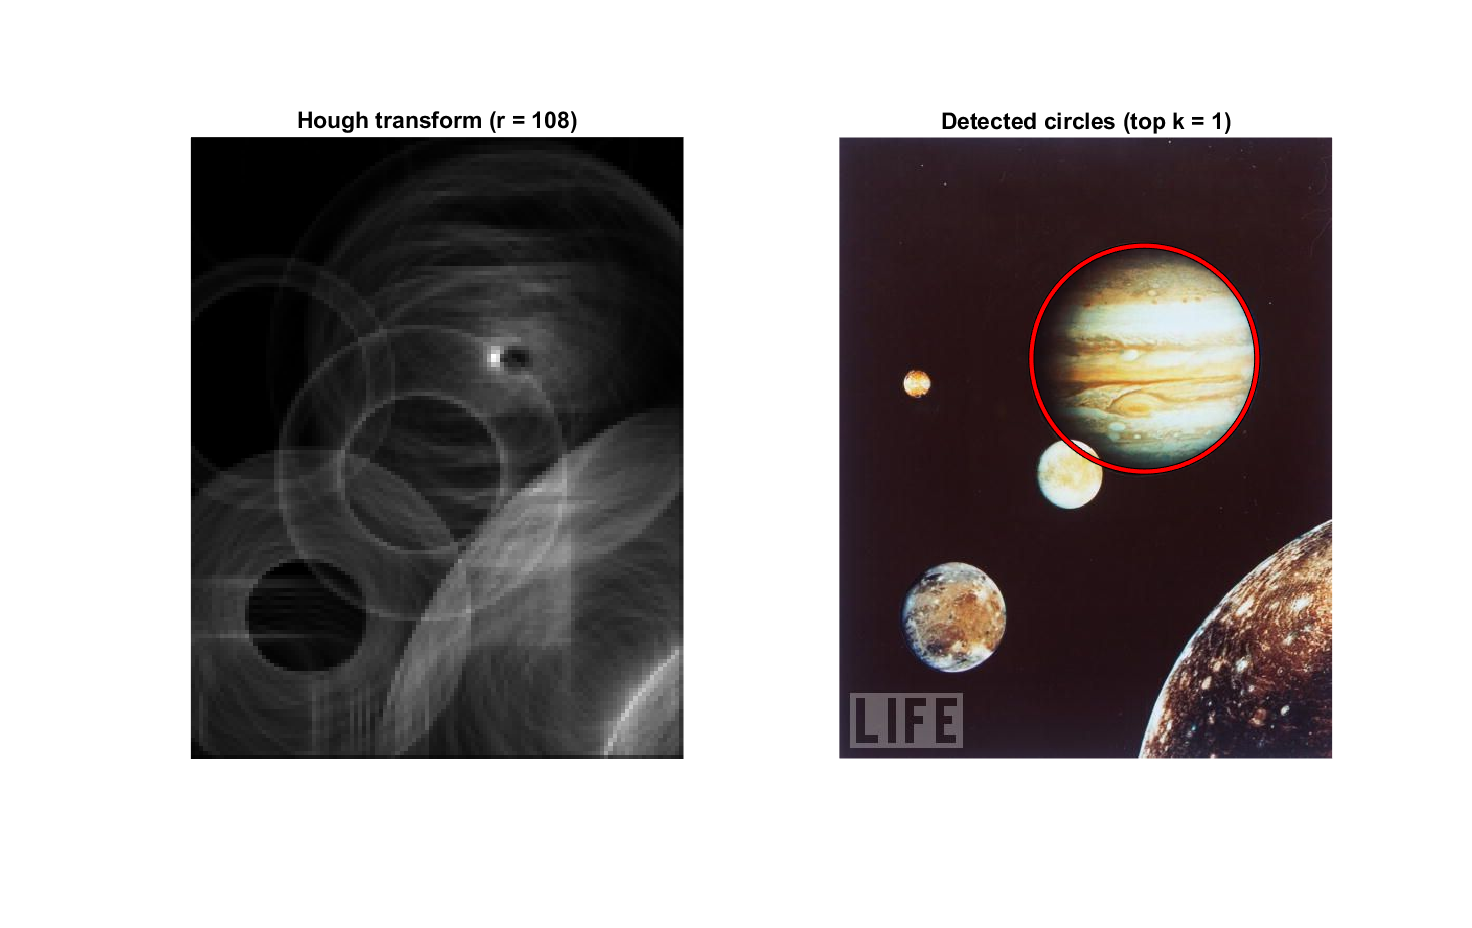 Hough transform (r = 108)
Detected circles (top k = 1)
LIFE